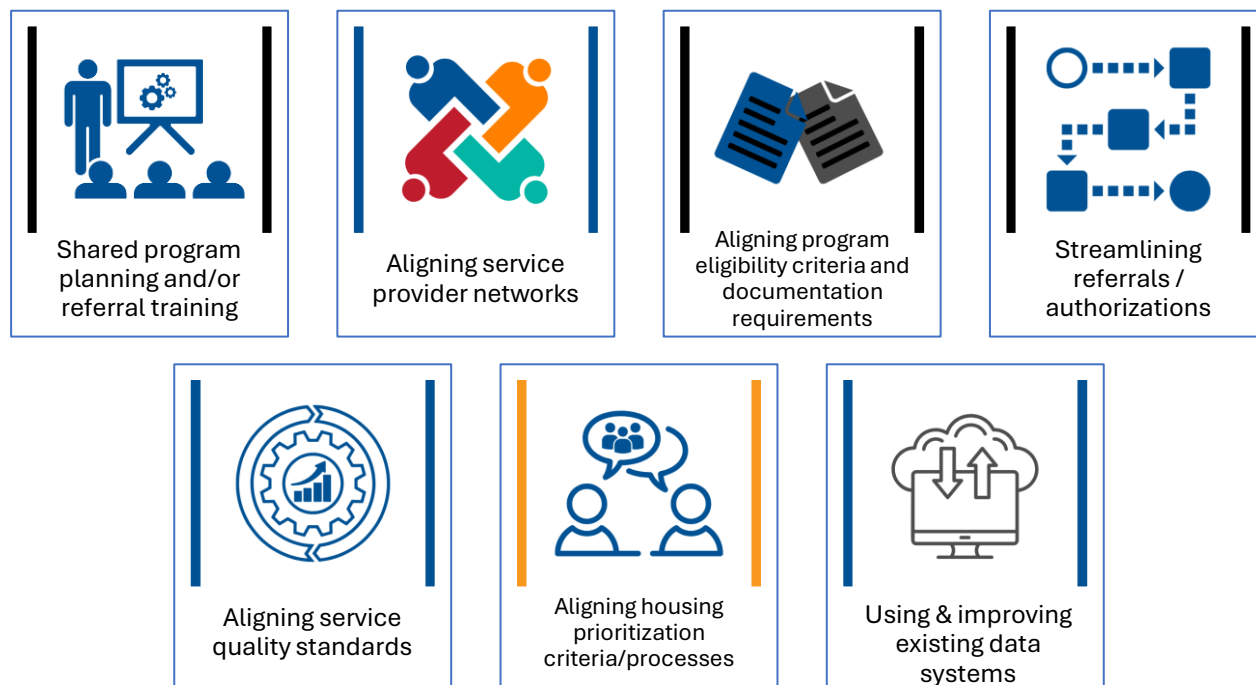 Shared program
planning and/or
referral training
Aligning service
provider networks
Aligning program
eligibility criteria and
documentation
requirements
Streamlining
referrals /
authorizations
Aligning service
quality standards
Aligning housing
prioritization
criteria/processes
Using & improving
existing data
systems